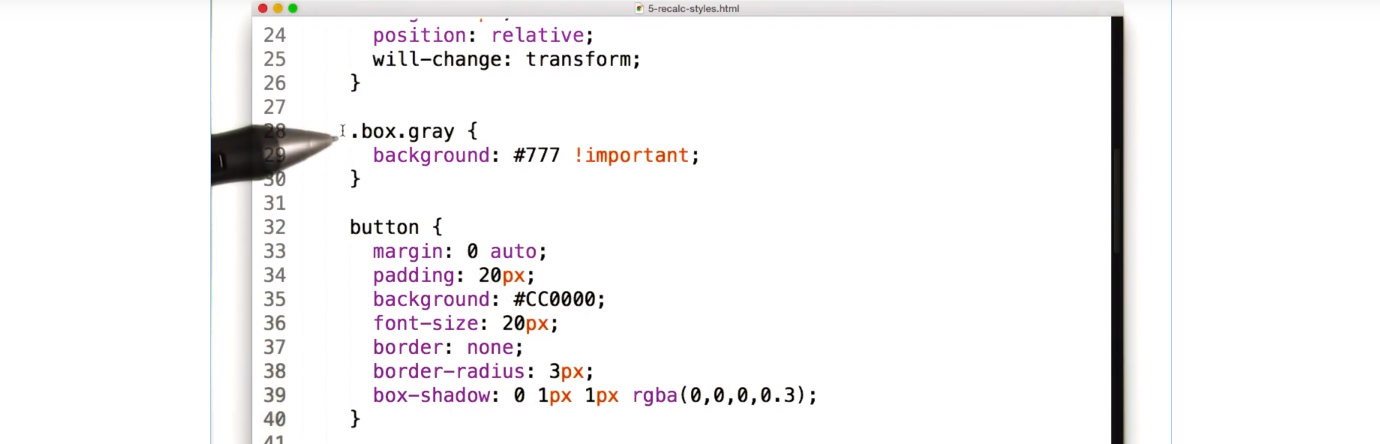 5-recalc-styles.html
24 position: relative;
25 will-change: transform;
26 }
27
28 .box.gray {
29 background: #777 !important;
30 }
31
32 button {
33 margin: 0 auto;
34 padding: 20px;
35 background: #CC0000;
36 font-size: 20px;
37 border: none;
38 border-radius: 3px;
39 box-shadow: 0 1px 1px rgba(0,0,0,0.3);
40 }
41